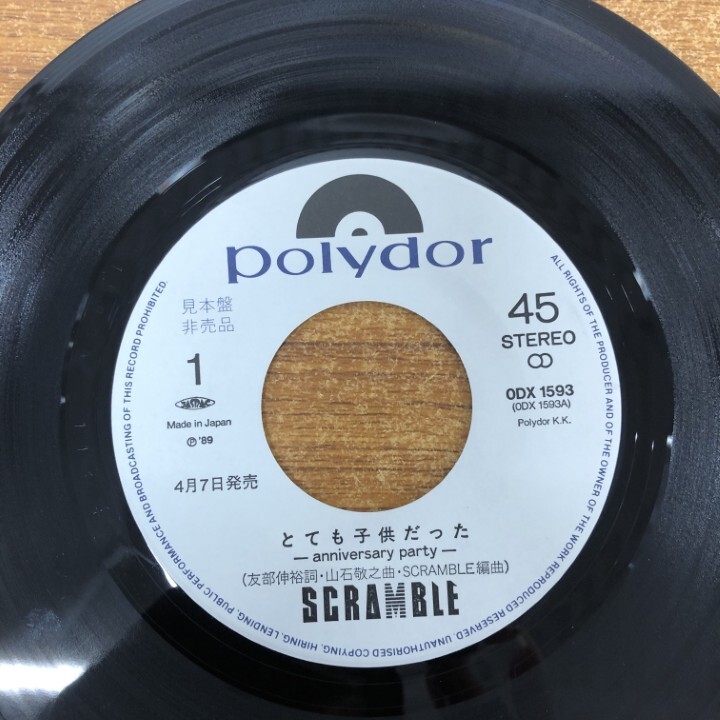 polydor
見本盤
非売品
1
JASRAC
Made in Japan
Ⓟ '89
4月7日発売
45
STEREO
ODX 1593
(ODX 1593A)
Polydor K.K.
とても子供だった
— anniversary party —
(友部伸裕詞・山石敬之曲・SCRAMBLE編曲)
SCRAMBLE
ALL RIGHTS OF THE PRODUCER AND OF THE OWNER OF THE WORK REPRODUCED RESERVED. UNAUTHORISED COPYING, HIRING, LENDING, PUBLIC PERFORMANCE AND BROADCASTING OF THIS RECORD PROHIBITED.